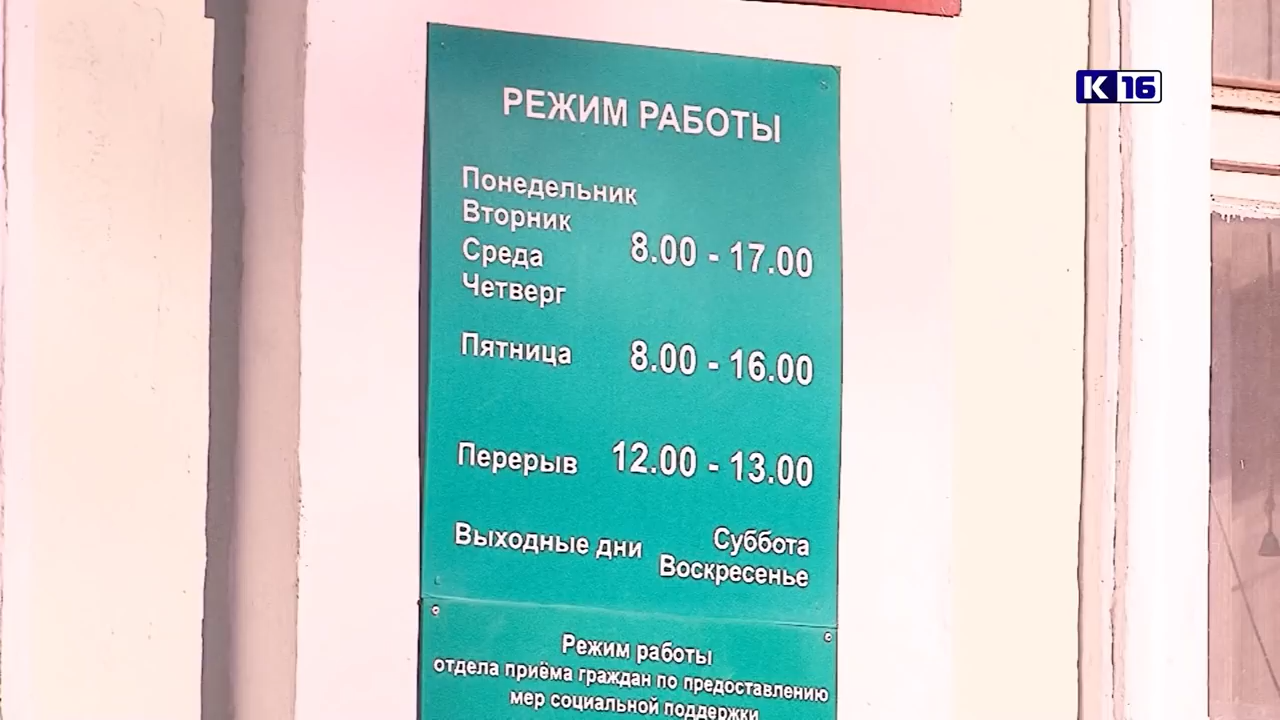 К 16
РЕЖИМ РАБОТЫ
Понедельник
Вторник
Среда
Четверг
8.00 - 17.00
Пятница 8.00 - 16.00
Перерыв 12.00 - 13.00
Выходные дни Суббота
Воскресенье
Режим работы
отдела приёма граждан по предоставлению
мер социальной поддержки